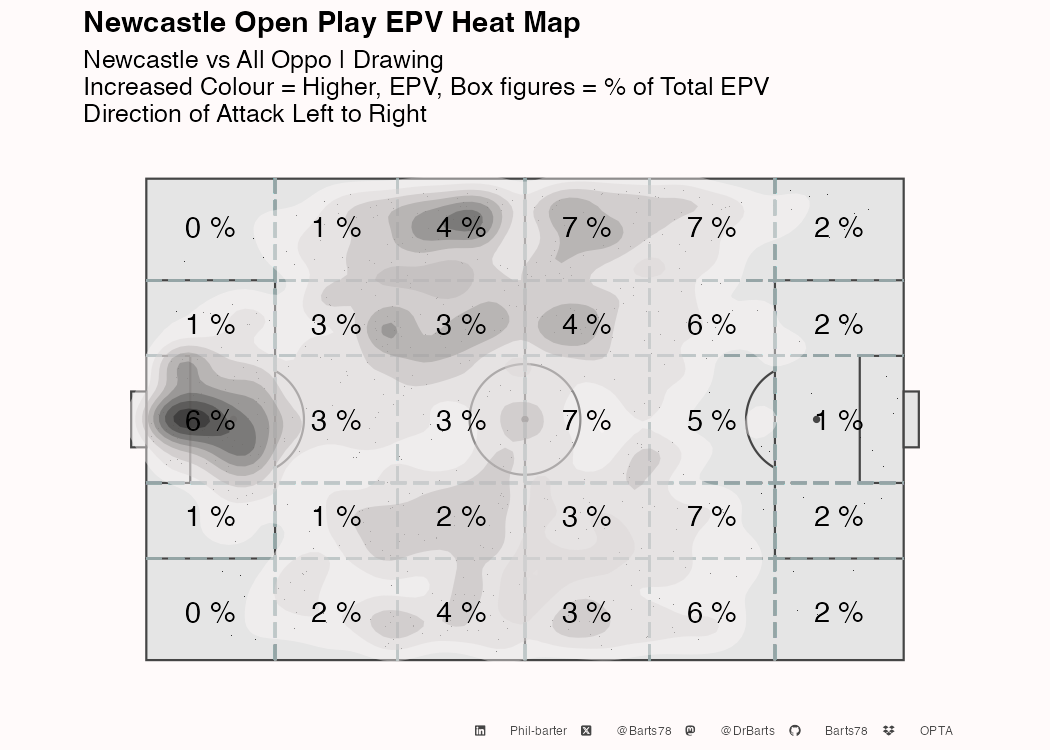 Newcastle Open Play EPV Heat Map
Newcastle vs All Oppo | Drawing
Increased Colour = Higher, EPV, Box figures = % of Total EPV
Direction of Attack Left to Right
0 % 1 % 4 % 7 % 7 % 2 %
1 % 3 % 3 % 4 % 6 % 2 %
6 % 3 % 3 % 7 % 5 % 1 %
1 % 1 % 2 % 3 % 7 % 2 %
0 % 2 % 4 % 3 % 6 % 2 %
Phil-barter @Barts78 @DrBarts Barts78 OPTA